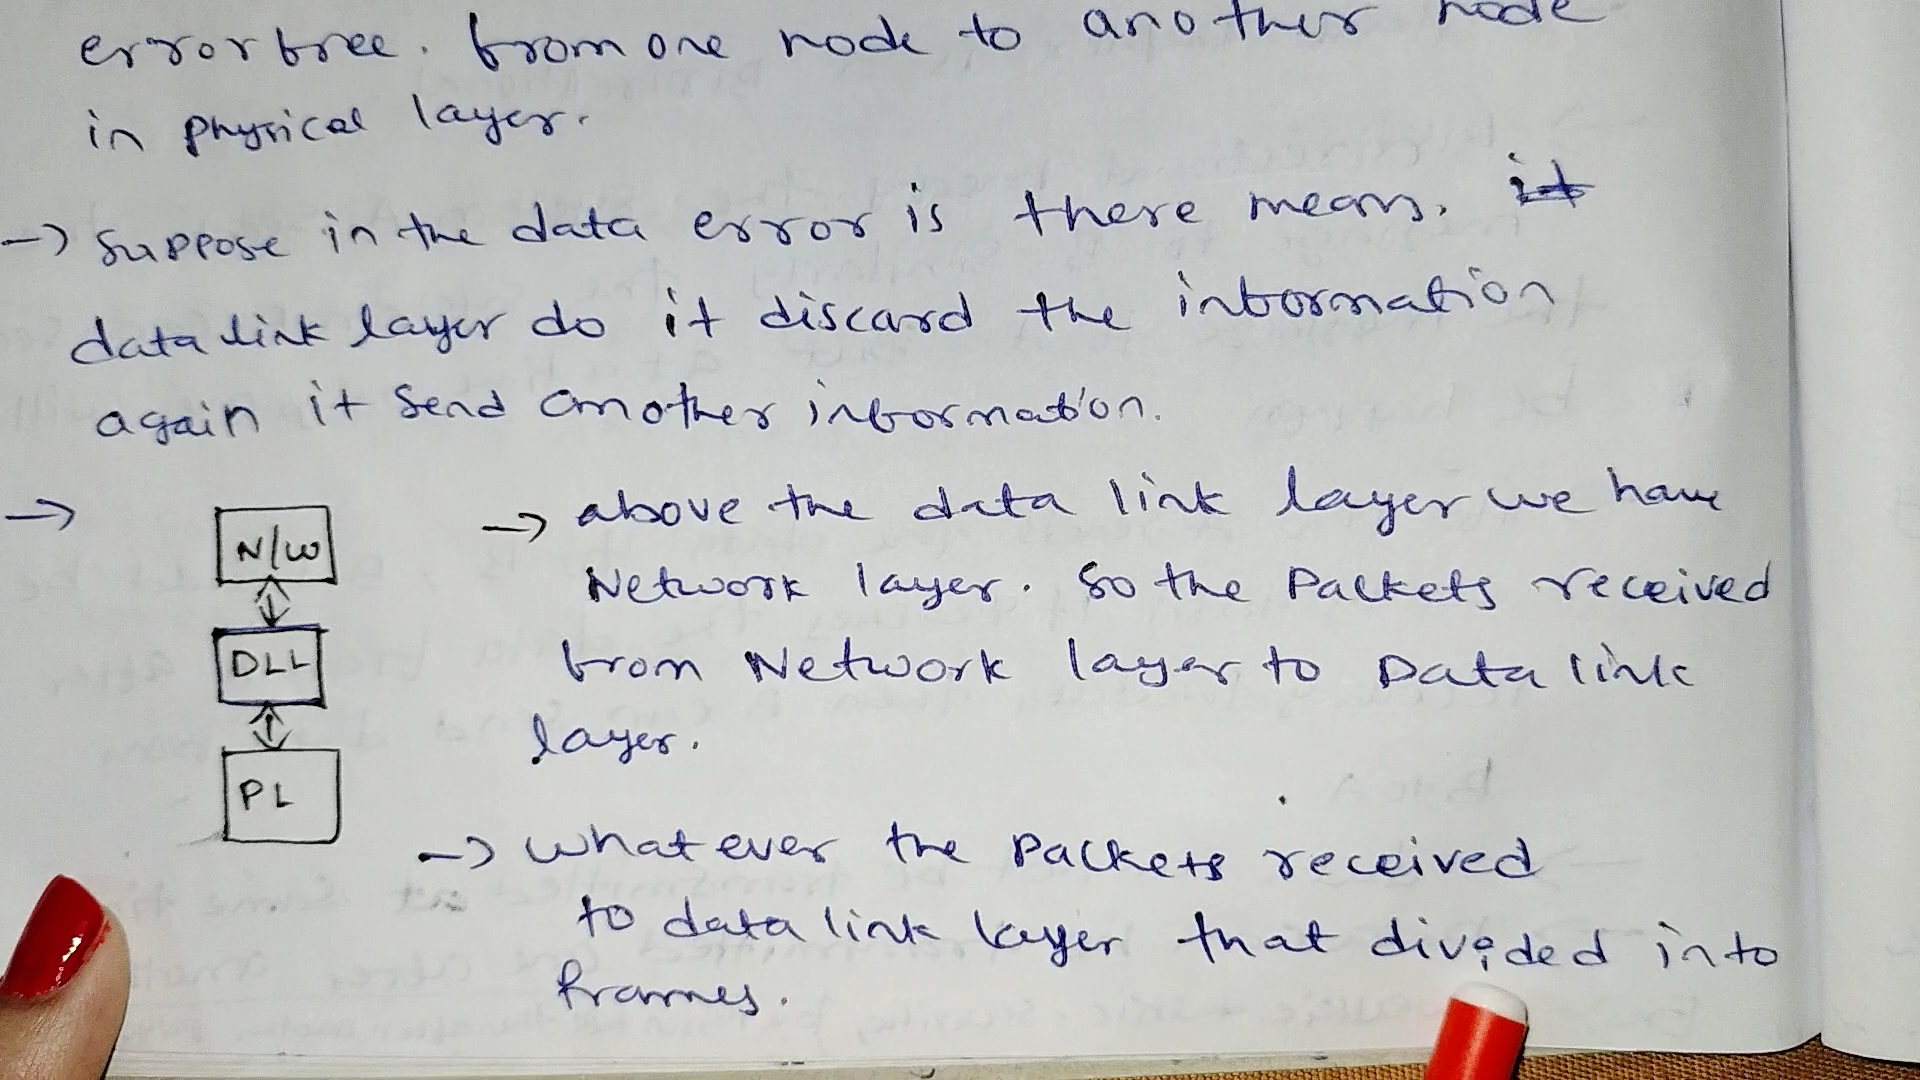 error free. from one node to another node
in physical layer.
-> Suppose in the data error is there means. it
data link layer do it discard the information
again it send another information.
->
N/W
DLL
PL
-> above the data link layer we have
Network layer. So the Packets received
from Network layer to Data link
layer.
-> whatever the packets received
to data link layer that divided into
frames.